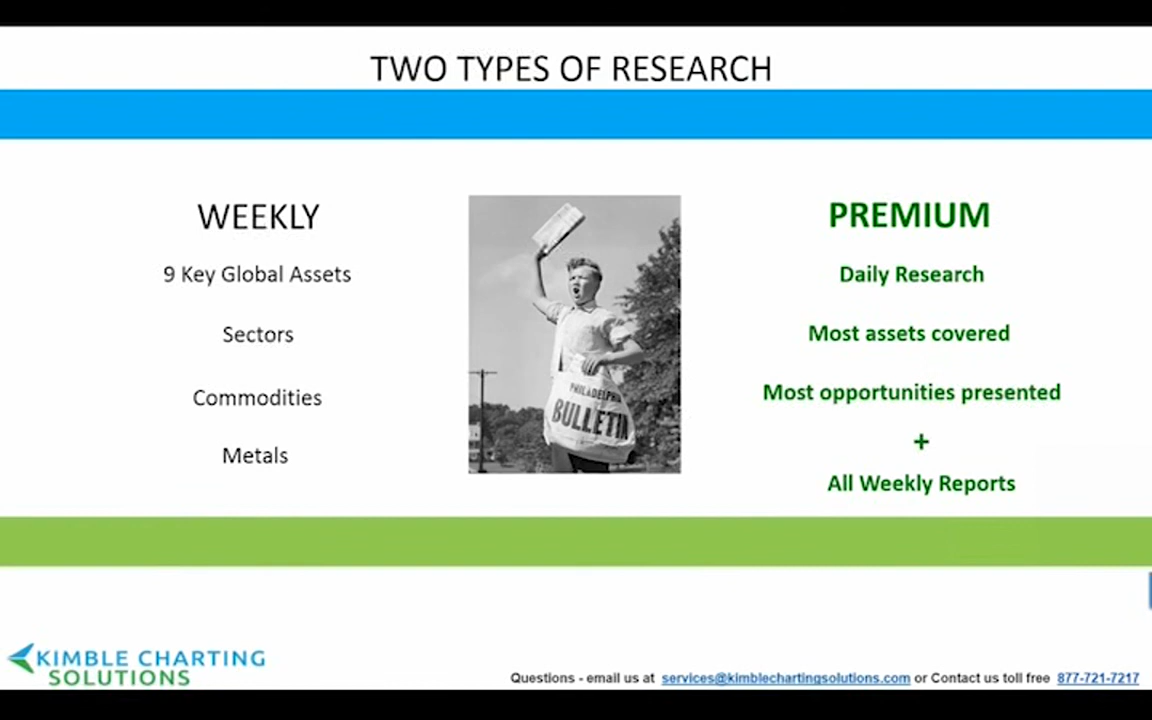 TWO TYPES OF RESEARCH
WEEKLY
9 Key Global Assets
Sectors
Commodities
Metals
PHILADELPHIA
BULLETIN
PREMIUM
Daily Research
Most assets covered
Most opportunities presented
+
All Weekly Reports
KIMBLE CHARTING
SOLUTIONS
Questions - email us at services@kimblechartingsolutions.com or Contact us toll free 877-721-7217